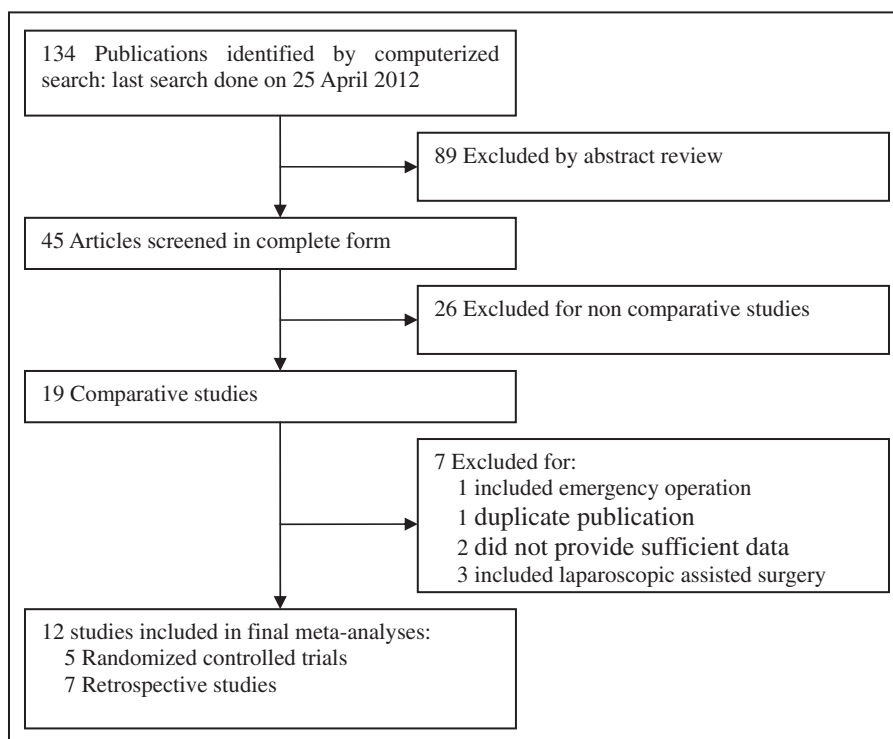 134 Publications identified by computerized
search: last search done on 25 April 2012
89 Excluded by abstract review
45 Articles screened in complete form
26 Excluded for non comparative studies
19 Comparative studies
7 Excluded for:
1 included emergency operation
1 duplicate publication
2 did not provide sufficient data
3 included laparoscopic assisted surgery
12 studies included in final meta-analyses:
5 Randomized controlled trials
7 Retrospective studies